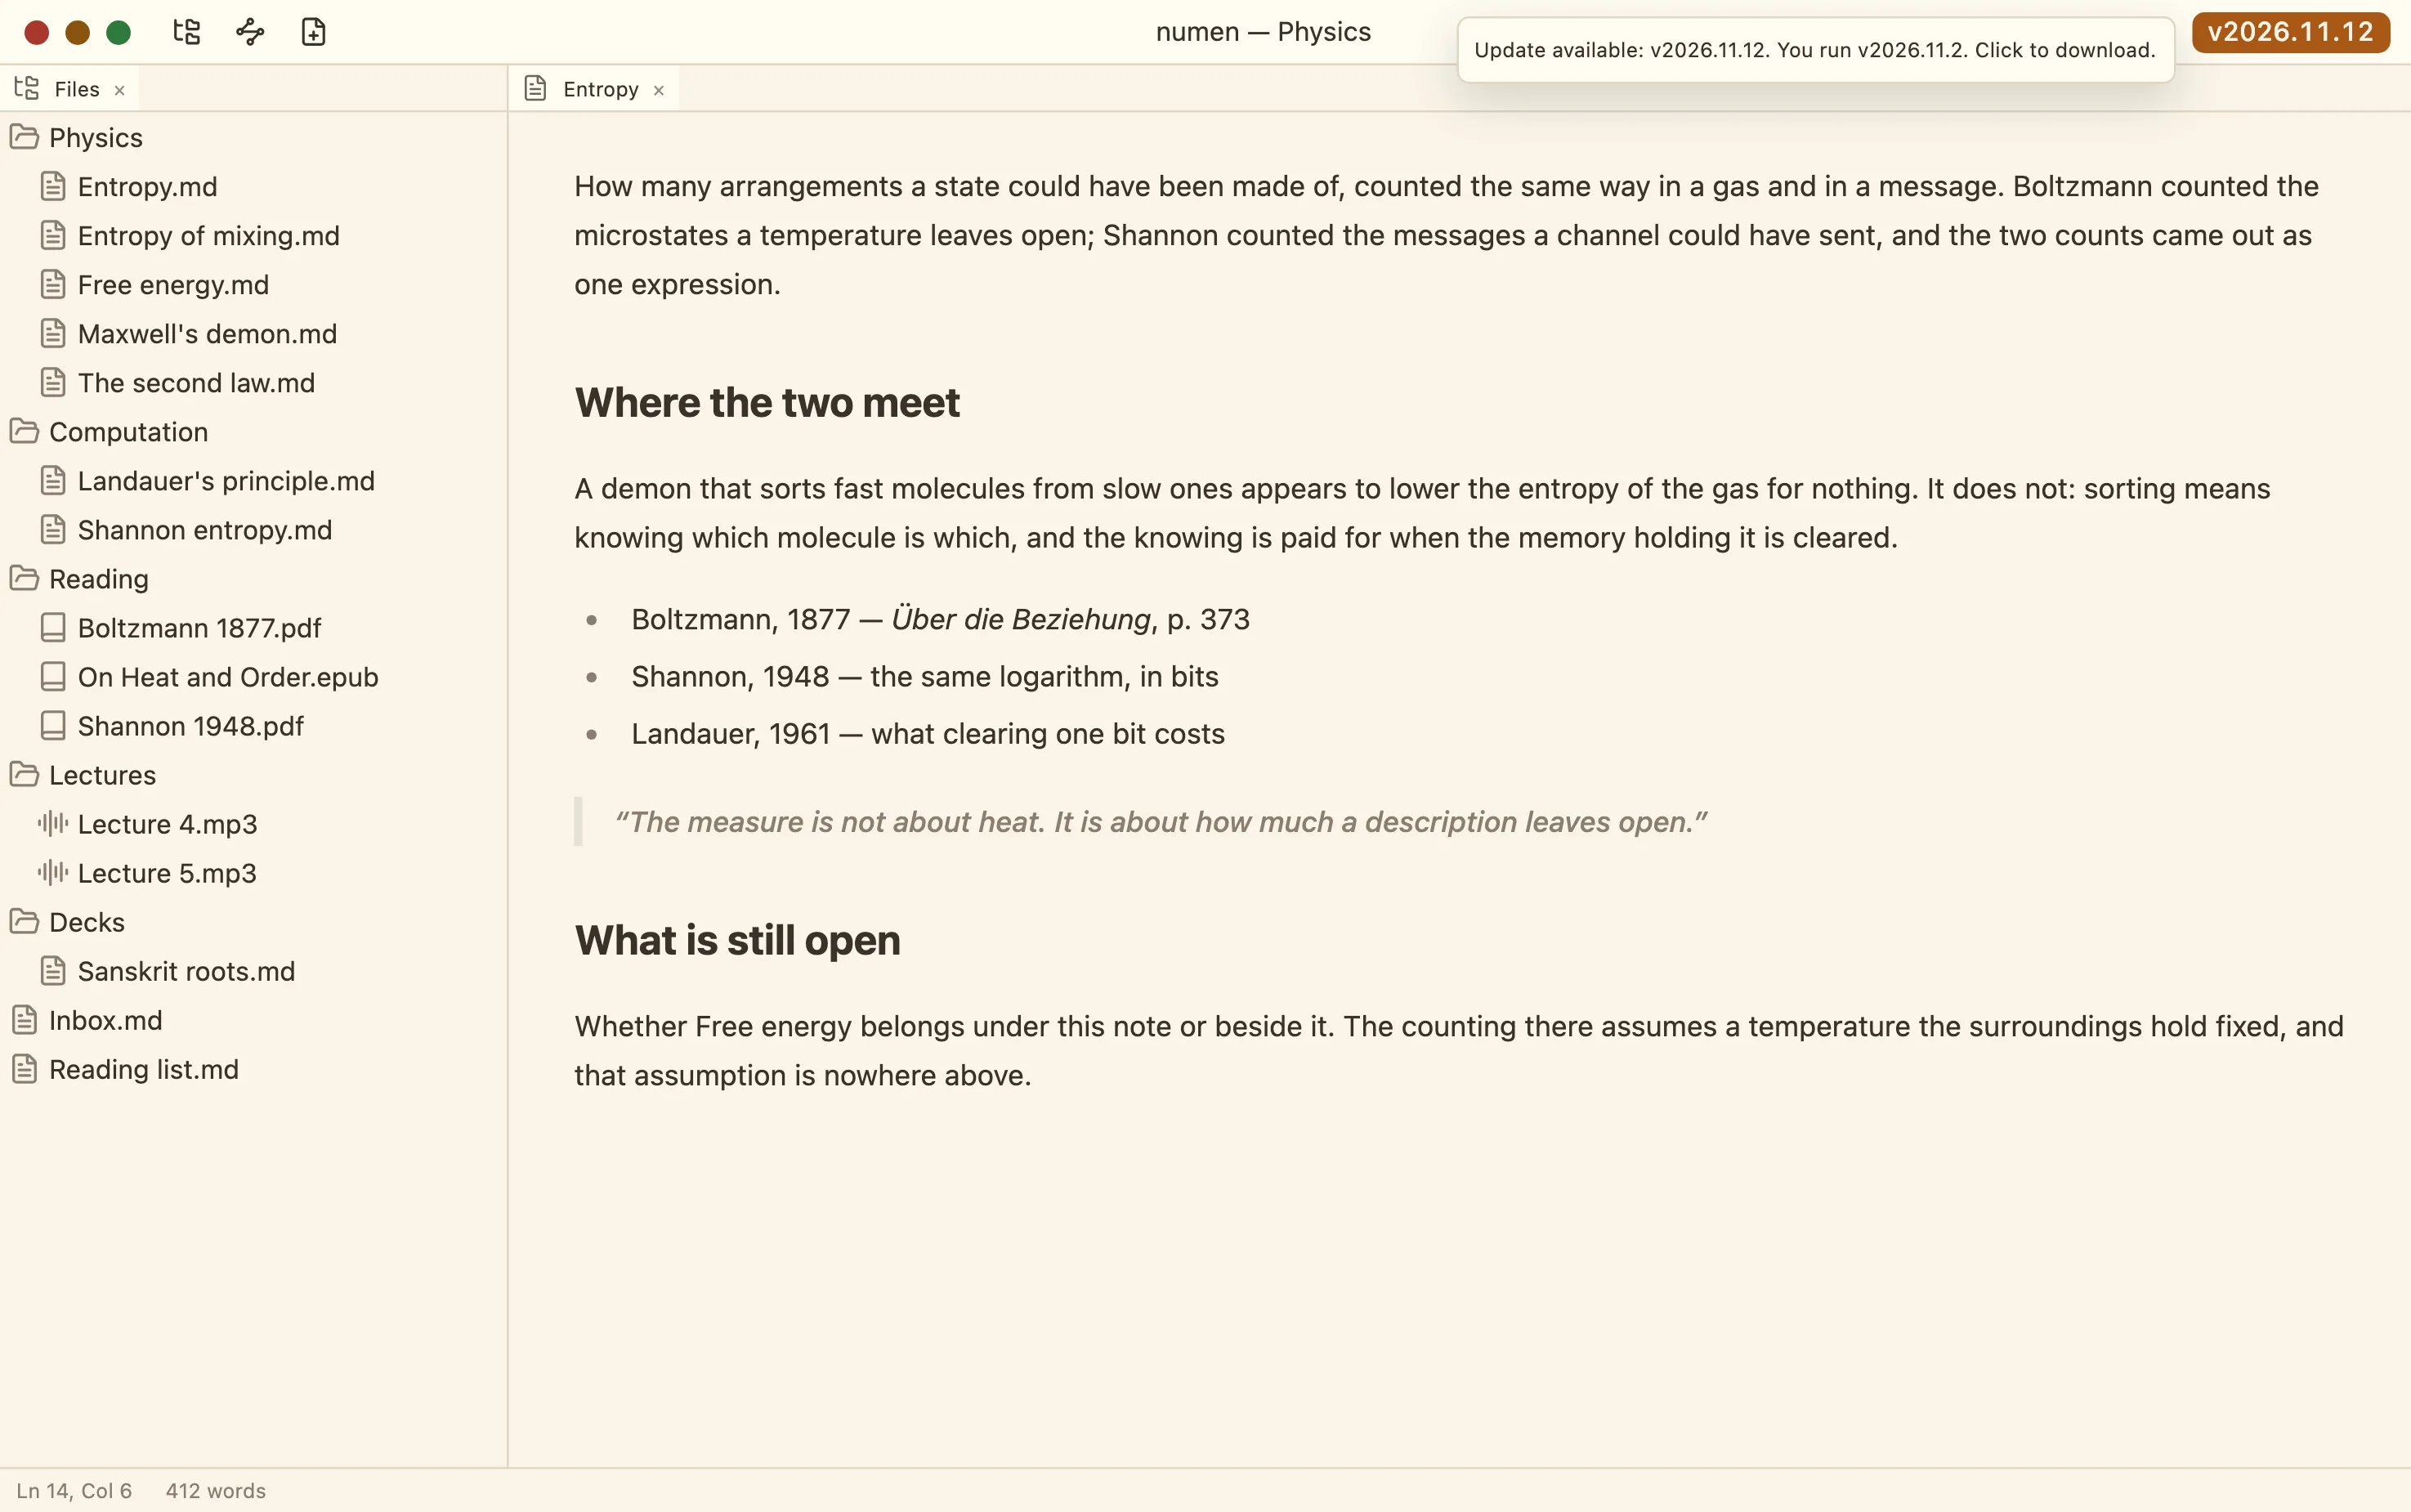 numen — Physics
Update available: v2026.11.12. You run v2026.11.2. Click to download.
v2026.11.12
Files ×
Physics
Entropy.md
Entropy of mixing.md
Free energy.md
Maxwell's demon.md
The second law.md
Computation
Landauer's principle.md
Shannon entropy.md
Reading
Boltzmann 1877.pdf
On Heat and Order.epub
Shannon 1948.pdf
Lectures
Lecture 4.mp3
Lecture 5.mp3
Decks
Sanskrit roots.md
Inbox.md
Reading list.md
Entropy ×
How many arrangements a state could have been made of, counted the same way in a gas and in a message. Boltzmann counted the
microstates a temperature leaves open; Shannon counted the messages a channel could have sent, and the two counts came out as
one expression.
Where the two meet
A demon that sorts fast molecules from slow ones appears to lower the entropy of the gas for nothing. It does not: sorting means
knowing which molecule is which, and the knowing is paid for when the memory holding it is cleared.
• Boltzmann, 1877 — Über die Beziehung, p. 373
• Shannon, 1948 — the same logarithm, in bits
• Landauer, 1961 — what clearing one bit costs
“The measure is not about heat. It is about how much a description leaves open.”
What is still open
Whether Free energy belongs under this note or beside it. The counting there assumes a temperature the surroundings hold fixed, and
that assumption is nowhere above.
Ln 14, Col 6 412 words